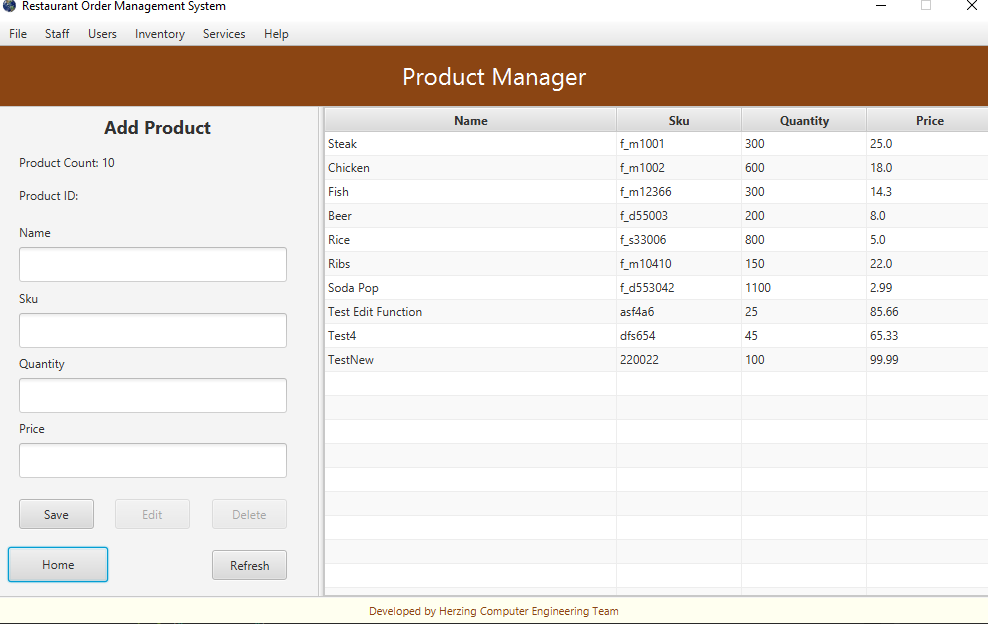 Restaurant Order Management System
File Staff Users Inventory Services Help
Product Manager
Add Product
Product Count: 10
Product ID:
Name
Sku
Quantity
Price
Save Edit Delete
Home Refresh
Name Sku Quantity Price
Steak f_m1001 300 25.0
Chicken f_m1002 600 18.0
Fish f_m12366 300 14.3
Beer f_d55003 200 8.0
Rice f_s33006 800 5.0
Ribs f_m10410 150 22.0
Soda Pop f_d553042 1100 2.99
Test Edit Function asf4a6 25 85.66
Test4 dfs654 45 65.33
TestNew 220022 100 99.99
Developed by Herzing Computer Engineering Team